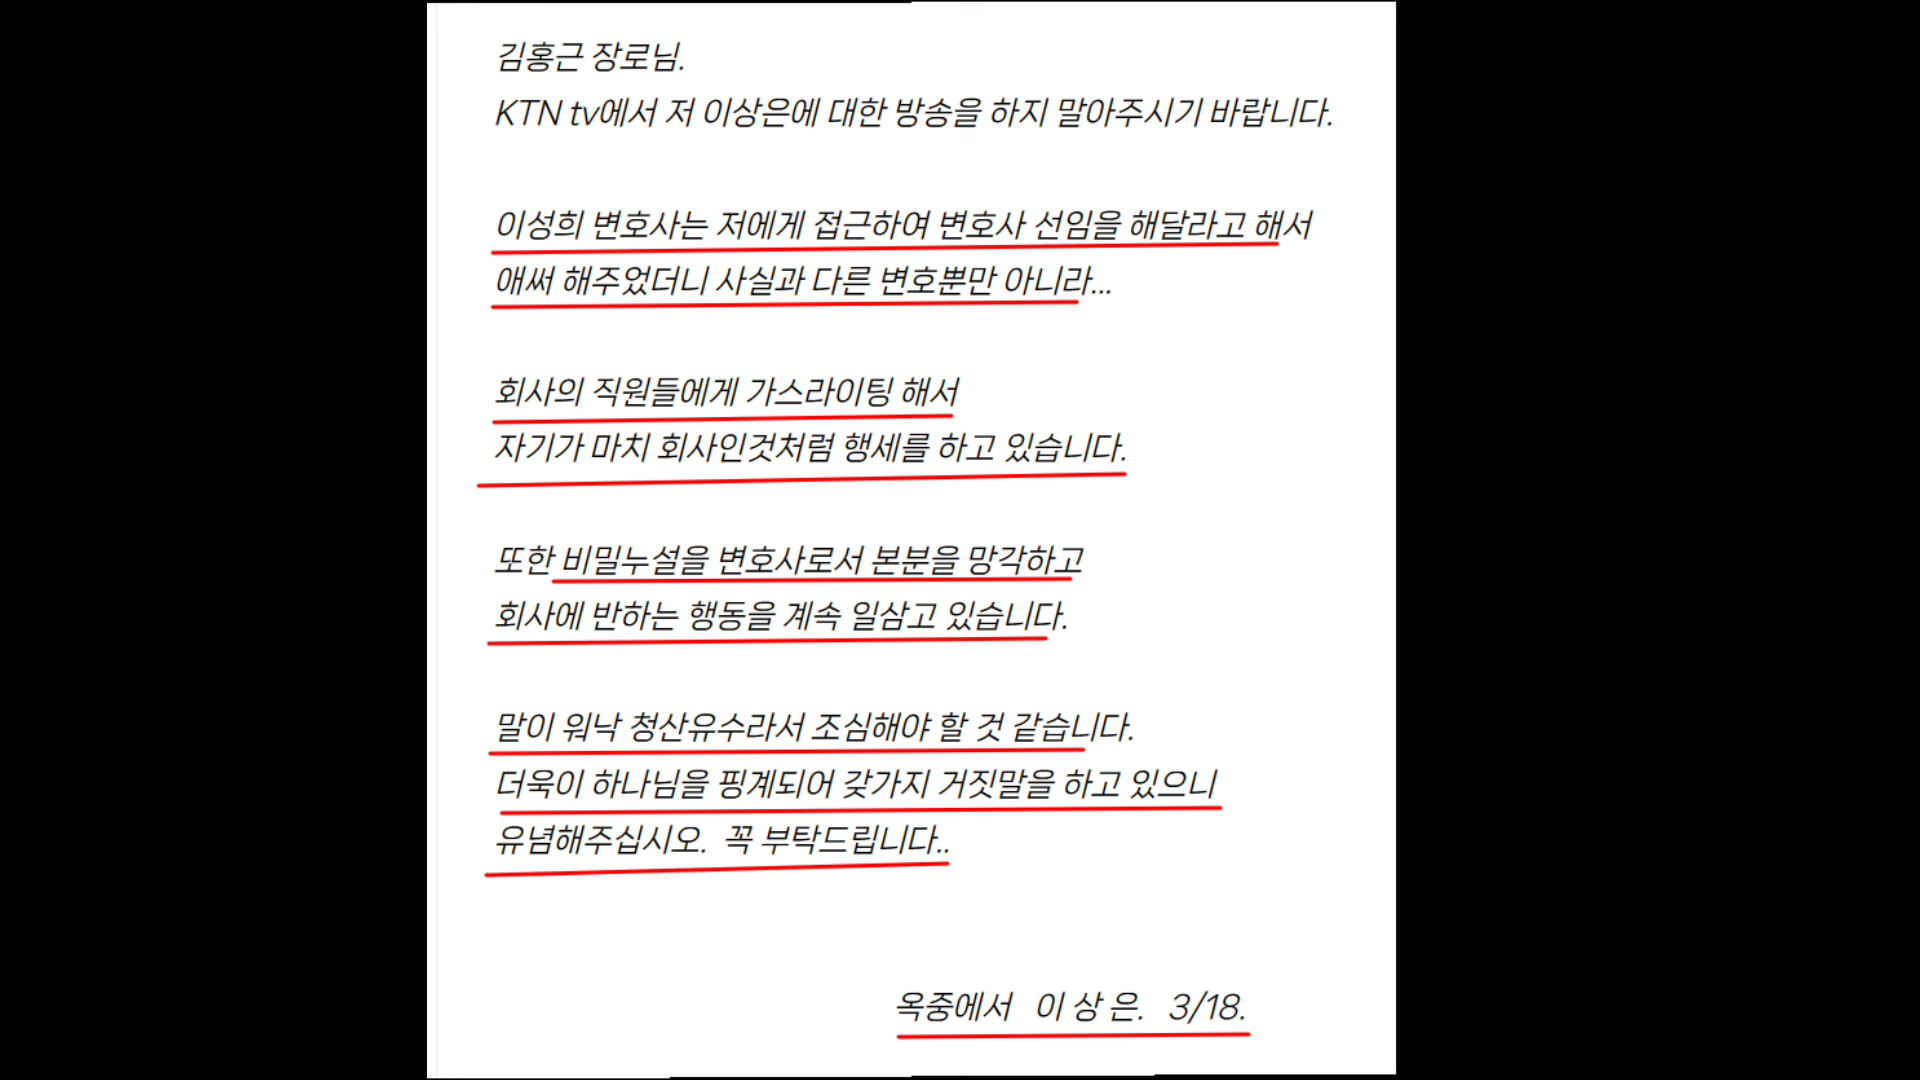 김홍근 장로님.
KTN tv에서 저 이상은에 대한 방송을 하지 말아주시기 바랍니다.
이성희 변호사는 저에게 접근하여 변호사 선임을 해달라고 해서
애써 해주었더니 사실과 다른 변호뿐만 아니라...
회사의 직원들에게 가스라이팅 해서
자기가 마치 회사인것처럼 행세를 하고 있습니다.
또한 비밀누설을 변호사로서 본분을 망각하고
회사에 반하는 행동을 계속 일삼고 있습니다.
말이 워낙 청산유수라서 조심해야 할 것 같습니다.
더욱이 하나님을 핑계되어 갖가지 거짓말을 하고 있으니
유념해주십시오. 꼭 부탁드립니다..
옥중에서 이 상 은. 3/18.